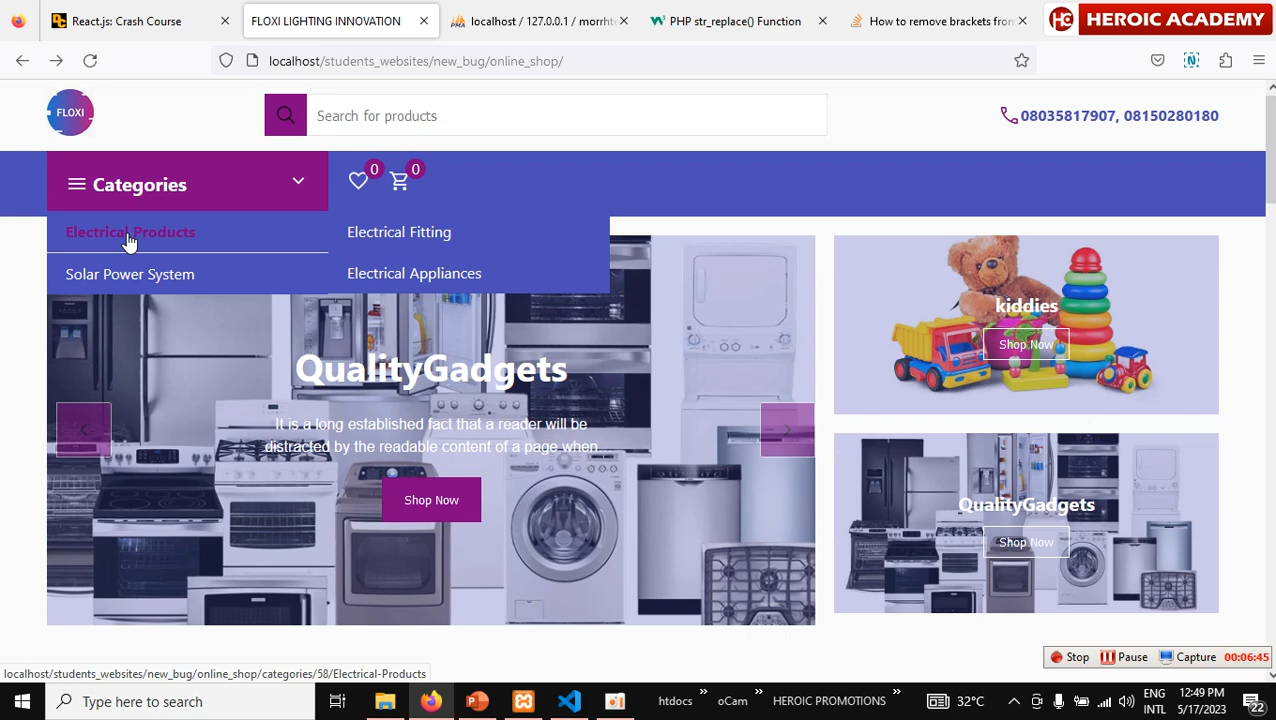 React.js: Crash Course
FLOXI LIGHTING INNOVATION
localhost / 127.0.0.1 / morrhte
PHP str_replace() Function
How to remove brackets from
HEROIC ACADEMY
localhost/students_websites/new_bug/online_shop/
FLOXI
Search for products
08035817907, 08150280180
Categories
0
0
Electrical Products
Electrical Fitting
Solar Power System
Electrical Appliances
kiddies
Shop Now
QualityGadgets
It is a long established fact that a reader will be
distracted by the readable content of a page when...
Shop Now
QualityGadgets
Shop Now
localhost/students_websites/new_bug/online_shop/categories/58/Electrical-Products
Stop
Pause
Capture
00:06:45
Type here to search
htdocs
oCam
HEROIC PROMOTIONS
32°C
ENG
INTL
12:49 PM
5/17/2023
22